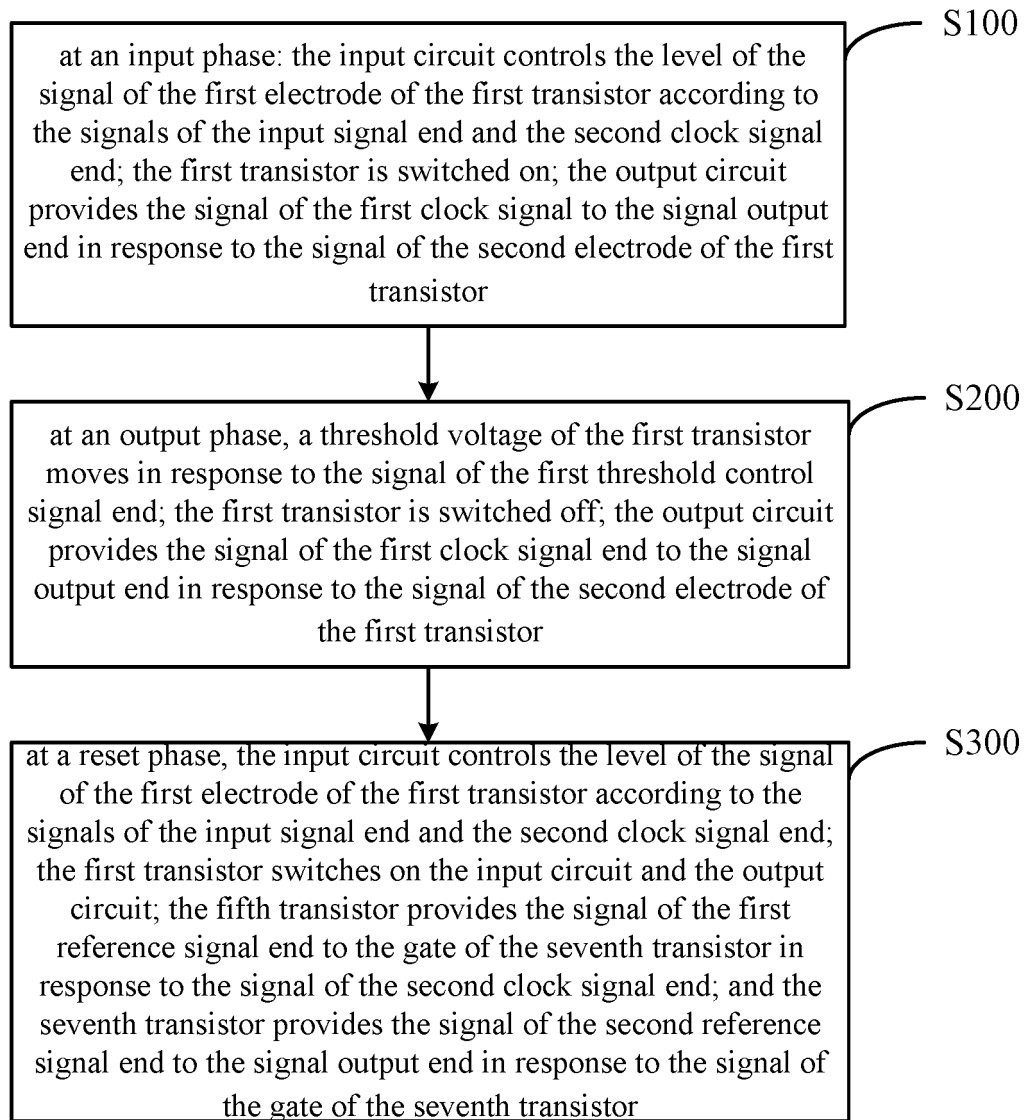 S100
at an input phase: the input circuit controls the level of the
signal of the first electrode of the first transistor according to
the signals of the input signal end and the second clock signal
end; the first transistor is switched on; the output circuit
provides the signal of the first clock signal to the signal output
end in response to the signal of the second electrode of the first
transistor
S200
at an output phase, a threshold voltage of the first transistor
moves in response to the signal of the first threshold control
signal end; the first transistor is switched off; the output circuit
provides the signal of the first clock signal end to the signal
output end in response to the signal of the second electrode of
the first transistor
S300
at a reset phase, the input circuit controls the level of the signal
of the first electrode of the first transistor according to the
signals of the input signal end and the second clock signal end;
the first transistor switches on the input circuit and the output
circuit; the fifth transistor provides the signal of the first
reference signal end to the gate of the seventh transistor in
response to the signal of the second clock signal end; and the
seventh transistor provides the signal of the second reference
signal end to the signal output end in response to the signal of
the gate of the seventh transistor